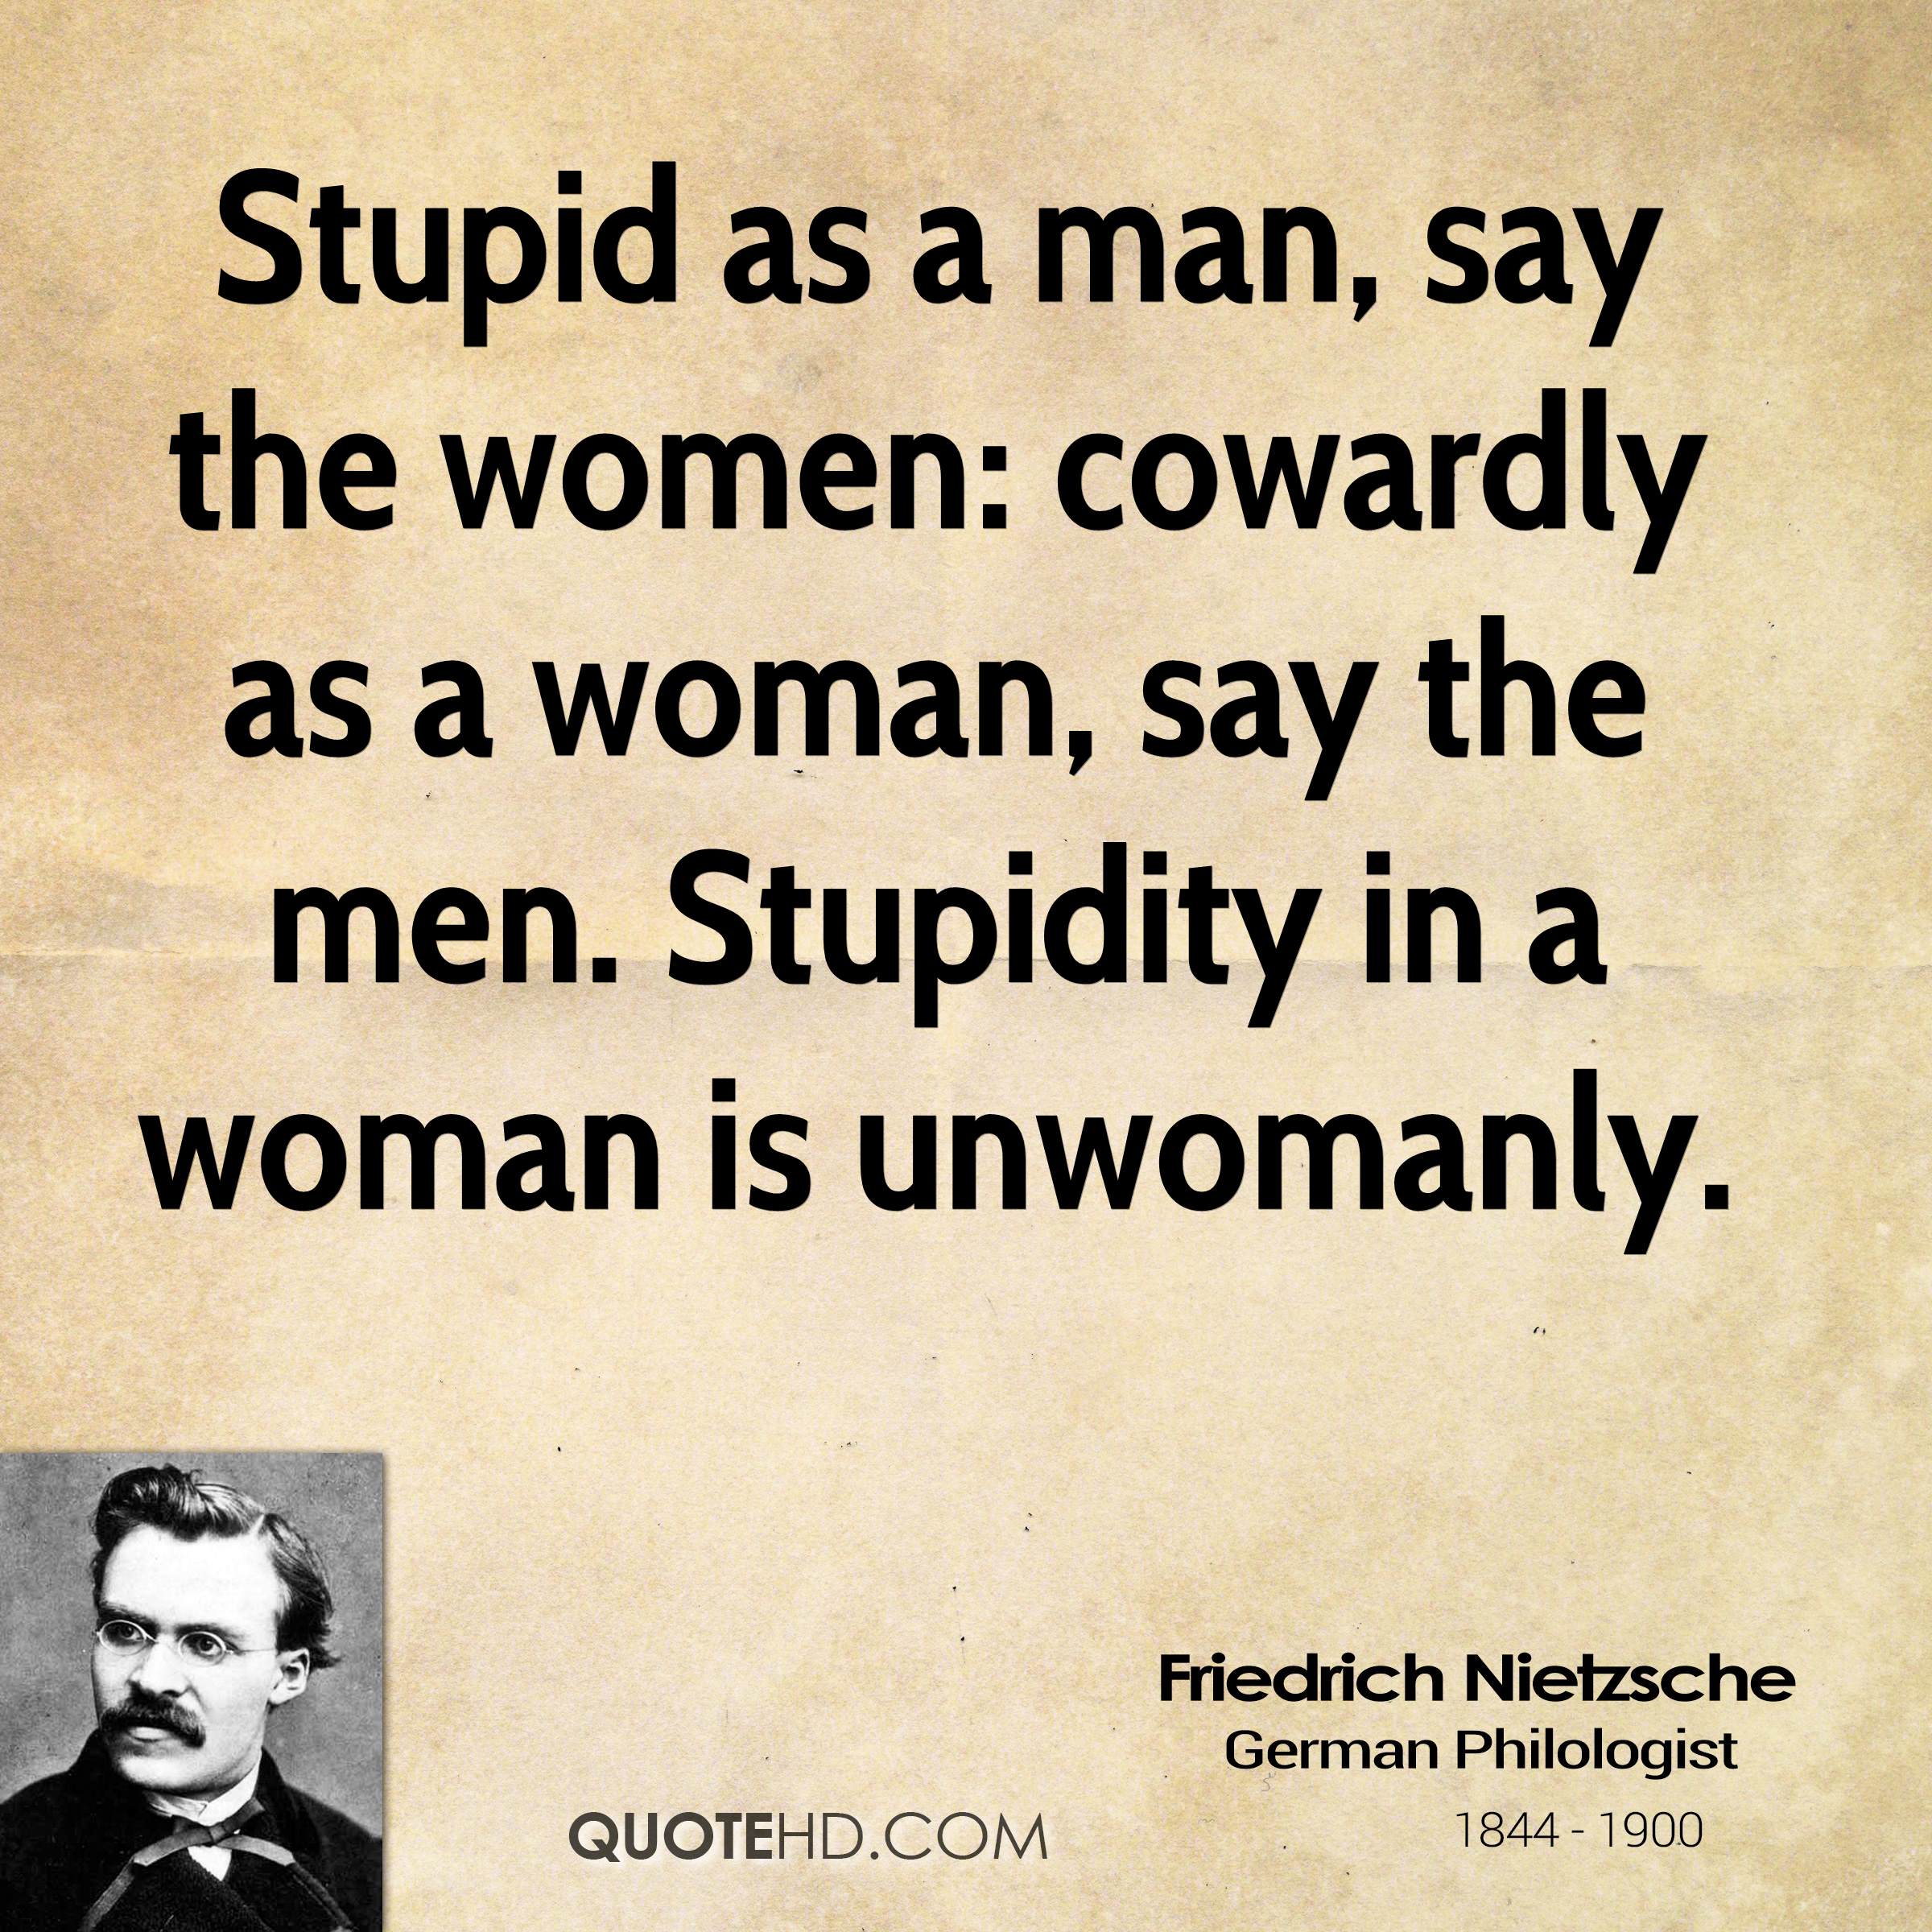 Stupid as a man, say
the women: cowardly
as a woman, say the
men. Stupidity in a
woman is unwomanly.
Friedrich Nietzsche
German Philologist
1844 - 1900
QUOTEHD.COM